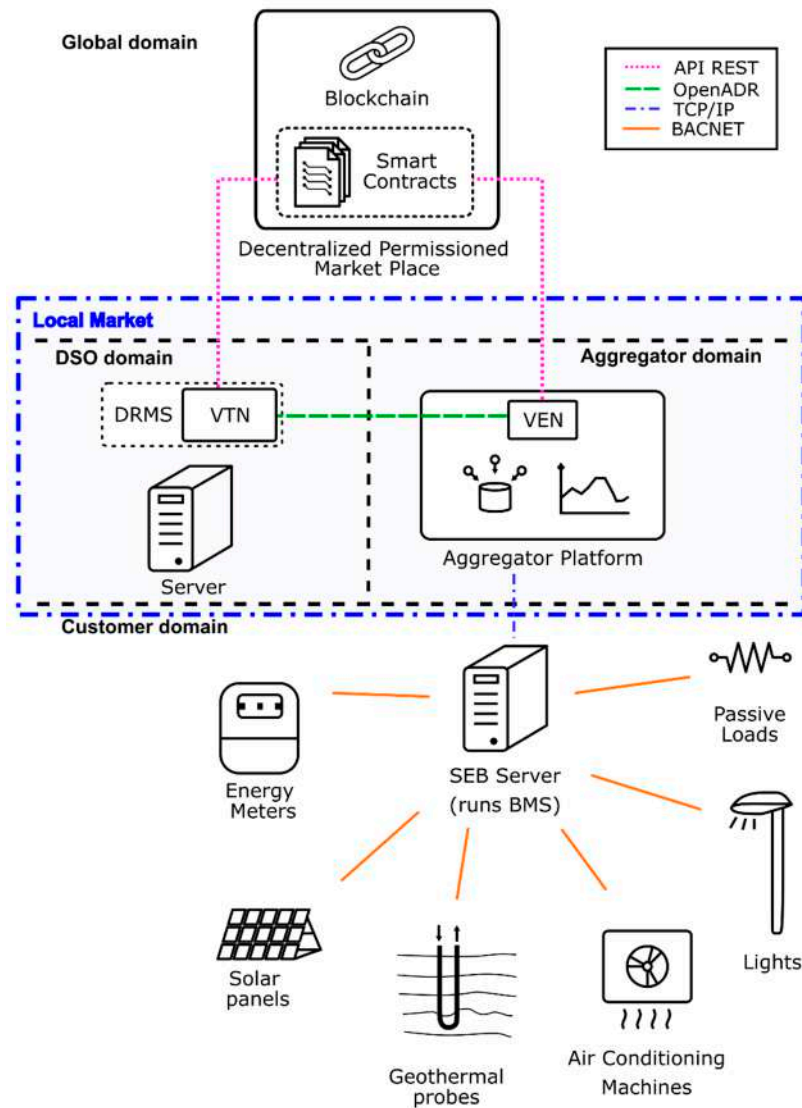 Global domain
Blockchain
Smart
Contracts
Decentralized Permissioned
Market Place
API REST
OpenADR
TCP/IP
BACNET
Local Market
DSO domain
Aggregator domain
DRMS
VTN
VEN
Server
Aggregator Platform
Customer domain
Energy
Meters
SEB Server
(runs BMS)
Passive
Loads
Solar
panels
Geothermal
probes
Air Conditioning
Machines
Lights